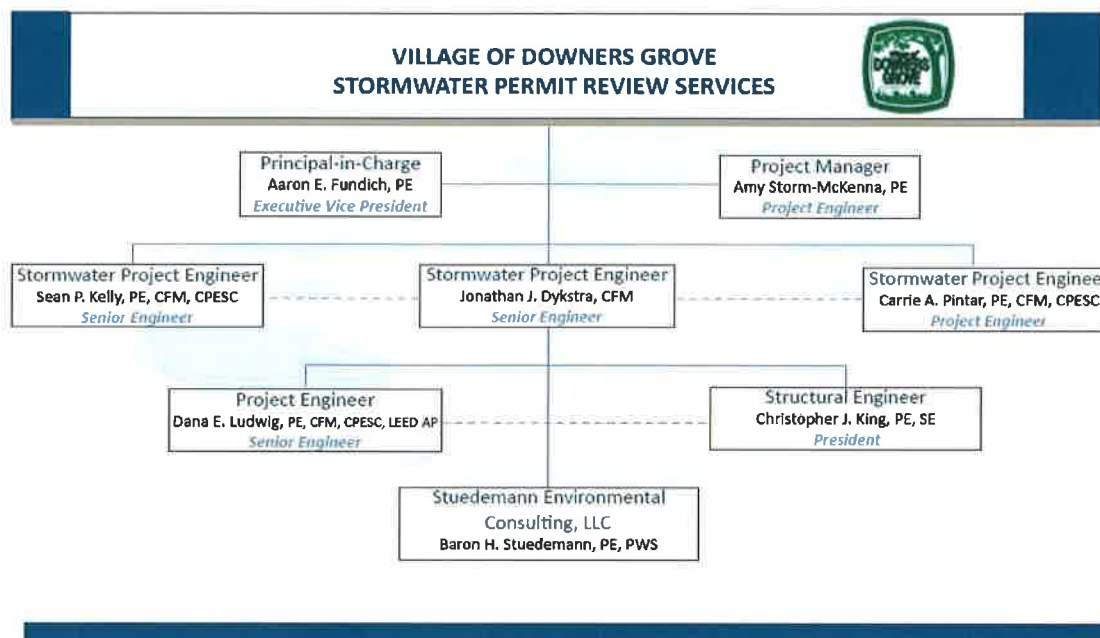 VILLAGE OF DOWNERS GROVE
STORMWATER PERMIT REVIEW SERVICES
DOWNERS
GROVE
Principal-in-Charge
Aaron E. Fundich, PE
Executive Vice President
Project Manager
Amy Storm-McKenna, PE
Project Engineer
Stormwater Project Engineer
Sean P. Kelly, PE, CFM, CPESC
Senior Engineer
Stormwater Project Engineer
Jonathan J. Dykstra, CFM
Senior Engineer
Stormwater Project Enginee
Carrie A. Pintar, PE, CFM, CPESC
Project Engineer
Project Engineer
Dana E. Ludwig, PE, CFM, CPESC, LEED AP
Senior Engineer
Structural Engineer
Christopher J. King, PE, SE
President
Stuedemann Environmental
Consulting, LLC
Baron H. Stuedemann, PE, PWS